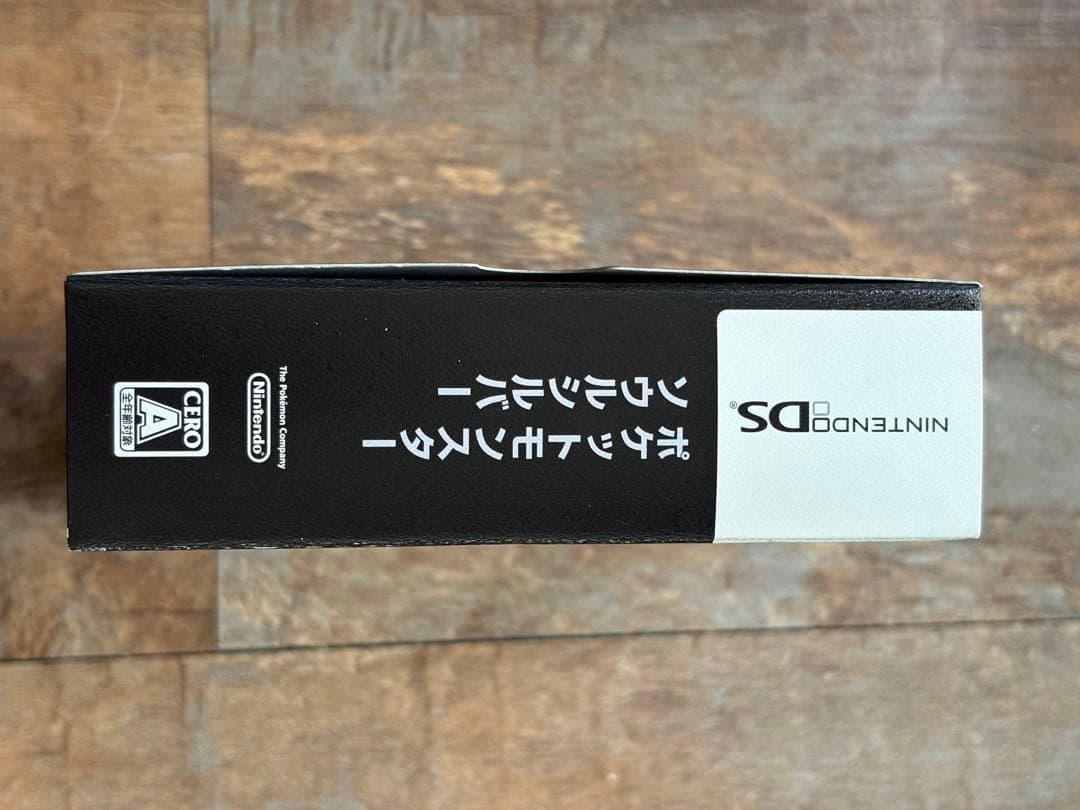 NINTENDO DS®
ポケットモンスター
ソウルシルバー
The Pokémon Company
Nintendo®
CERO
A
全年齢対象